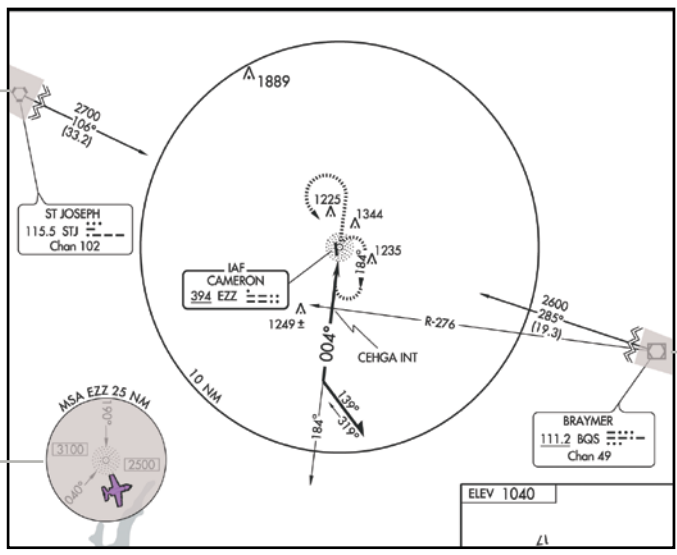 1889
2700
106°
(33.2)
ST JOSEPH
115.5 STJ
Chan 102
1225
1344
1235
184°
IAF
CAMERON
394 EZZ
1249±
R-276
2600
285°
(19.3)
004°
CEHGA INT
10 NM
139°
319°
184°
BRAYMER
111.2 BQS
Chan 49
MSA EZZ 25 NM
190°
3100
2500
040°
ELEV 1040
17